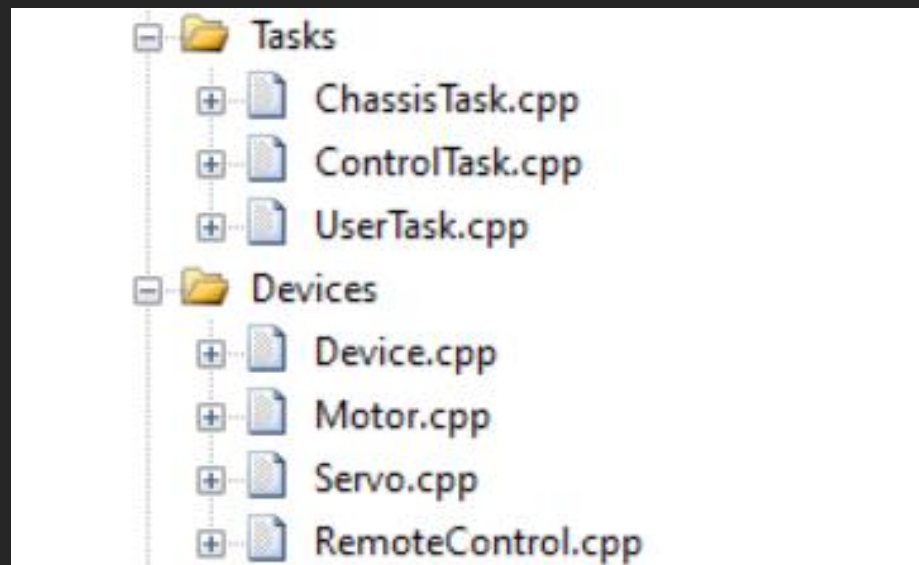 Tasks
ChassisTask.cpp
ControlTask.cpp
UserTask.cpp
Devices
Device.cpp
Motor.cpp
Servo.cpp
RemoteControl.cpp